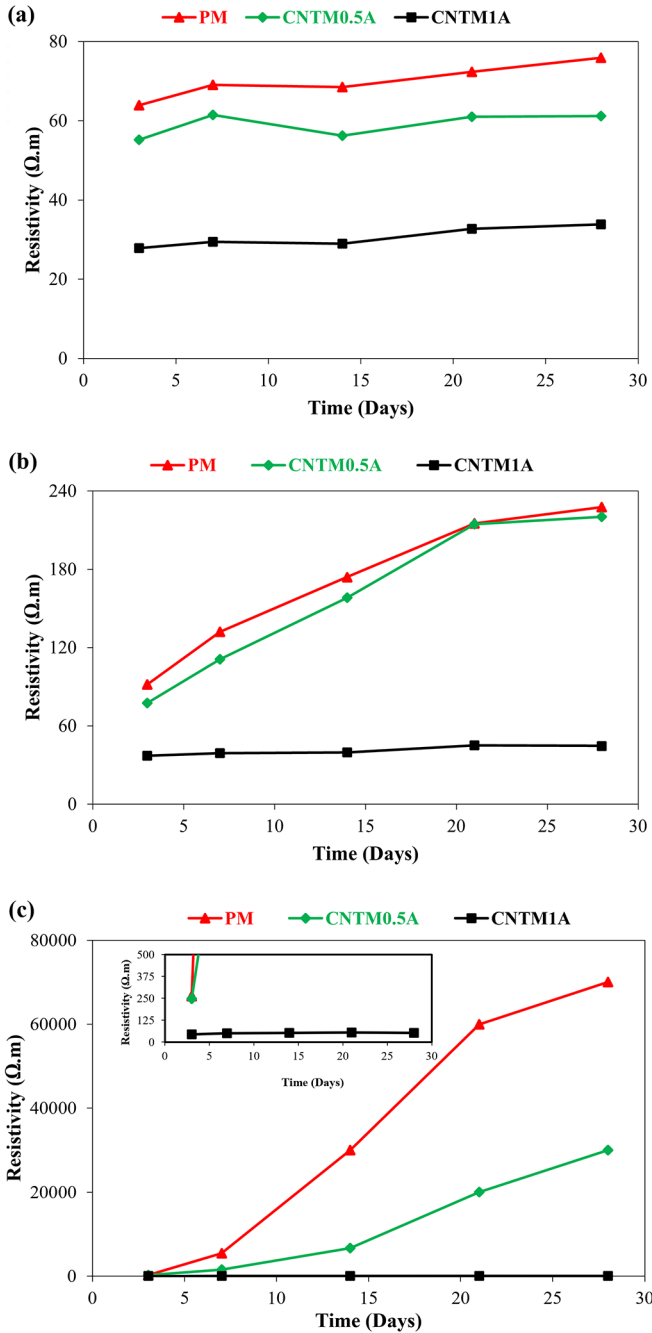 (a)
PM CNTM0.5A CNTM1A
80
60
40
20
0
Resistivity (Ω.m)
0 5 10 15 20 25 30
Time (Days)
(b)
PM CNTM0.5A CNTM1A
240
180
120
60
0
Resistivity (Ω.m)
0 5 10 15 20 25 30
Time (Days)
(c)
PM CNTM0.5A CNTM1A
80000
60000
40000
20000
0
Resistivity (Ω.m)
500
375
250
125
0
Resistivity (Ω.m)
0 5 10 15 20 25 30
Time (Days)
0 5 10 15 20 25 30
Time (Days)